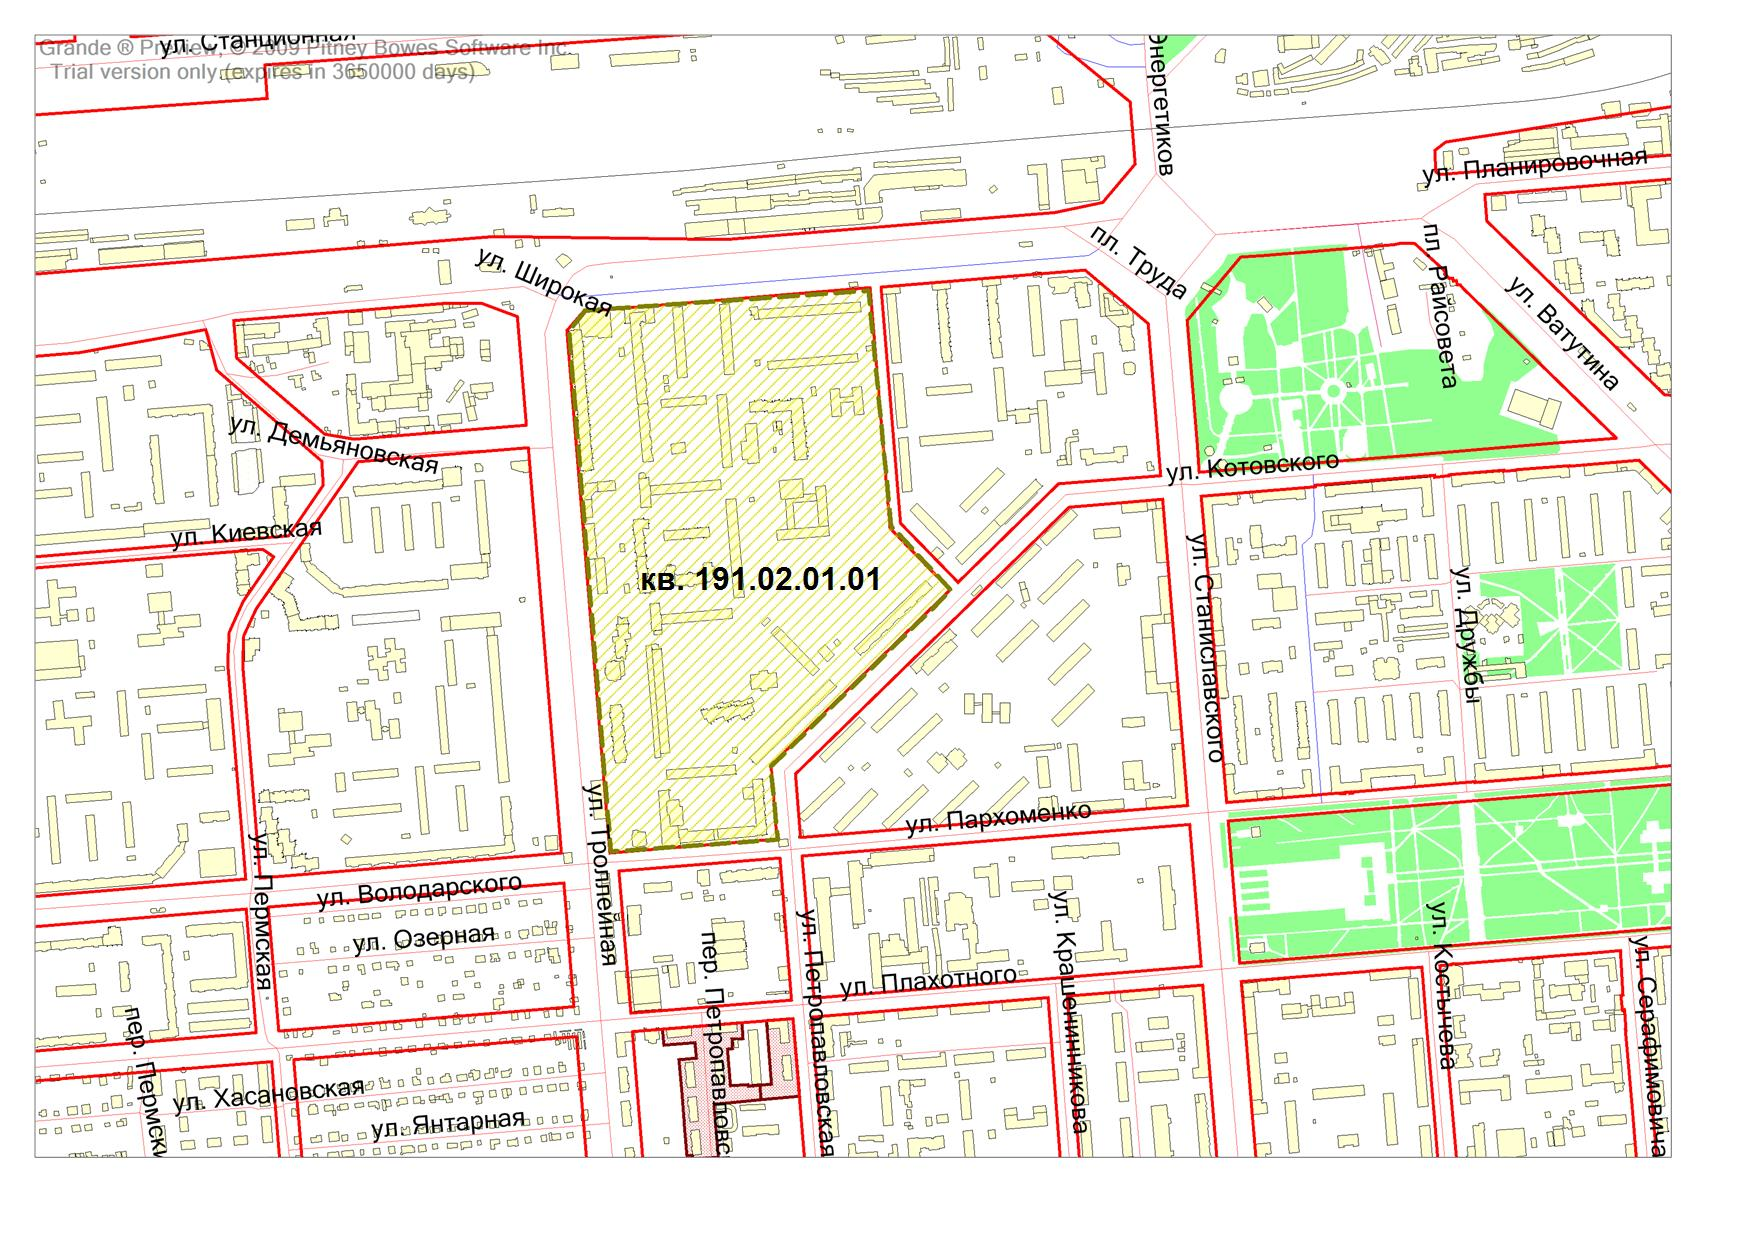 Grande ® Preview, © 2009 Pitney Bowes Software Inc.
Trial version only (expires in 3650000 days)
ул. Станционная
Энергетиков
ул. Планировочная
ул. Широкая
пл. Труда
пл. Райсовета
ул. Ватутина
ул. Демьяновская
ул. Котовского
ул. Киевская
кв. 191.02.01.01
ул. Станиславского
ул. Дружбы
ул. Троллейная
ул. Пархоменко
ул. Пермская
ул. Володарского
ул. Озерная
пер. Петропавловс
ул. Петропавловская
ул. Плахотного
ул. Крашенинникова
ул. Костычева
ул. Серафимовича
пер. Пермски
ул. Хасановская
ул. Янтарная